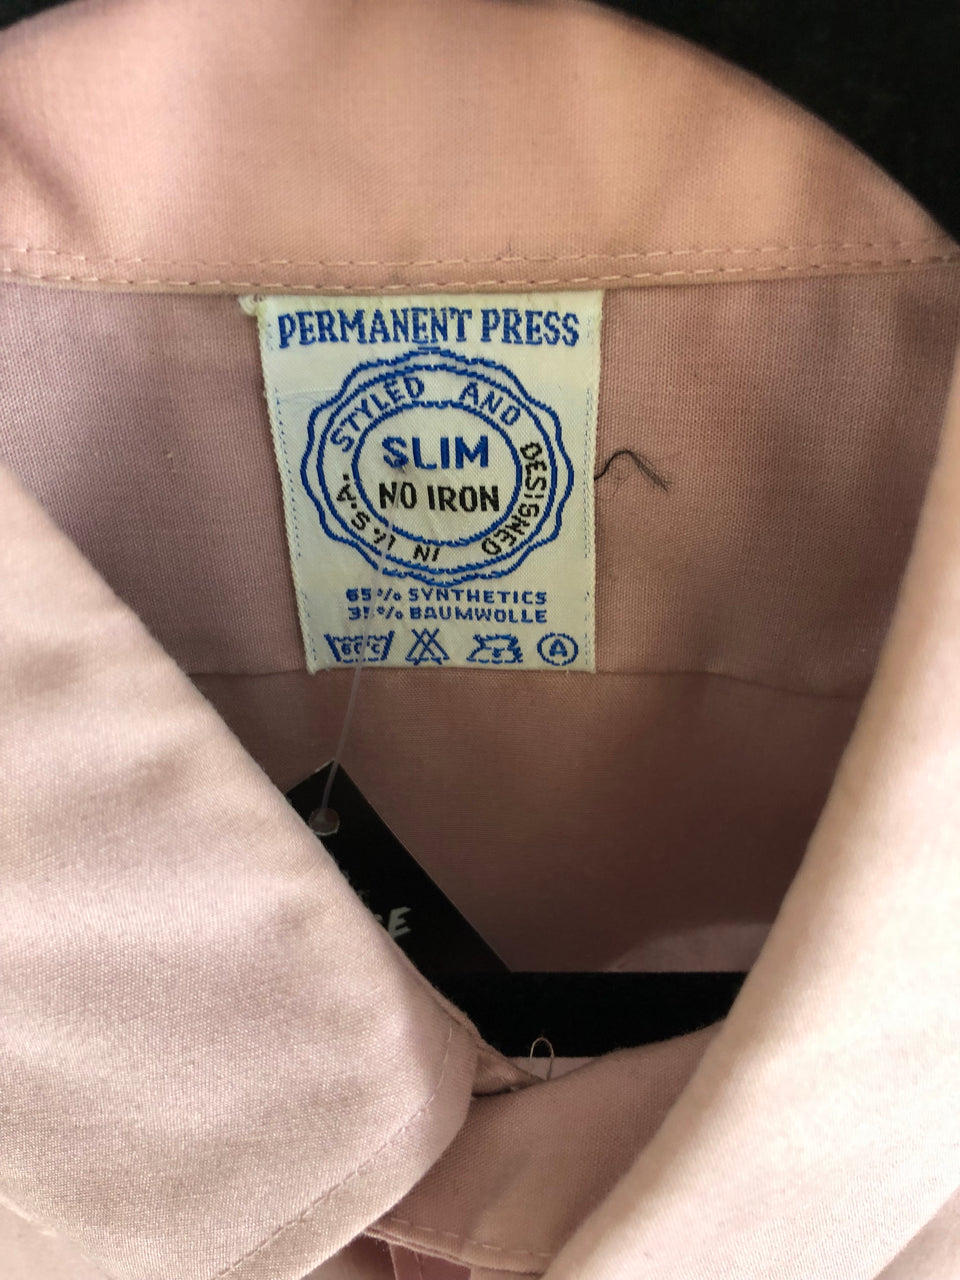 PERMANENT PRESS
STYLED AND DESIGNED IN U.S.A.
SLIM
NO IRON
65% SYNTHETICS
35% BAUMWOLLE
60°C A